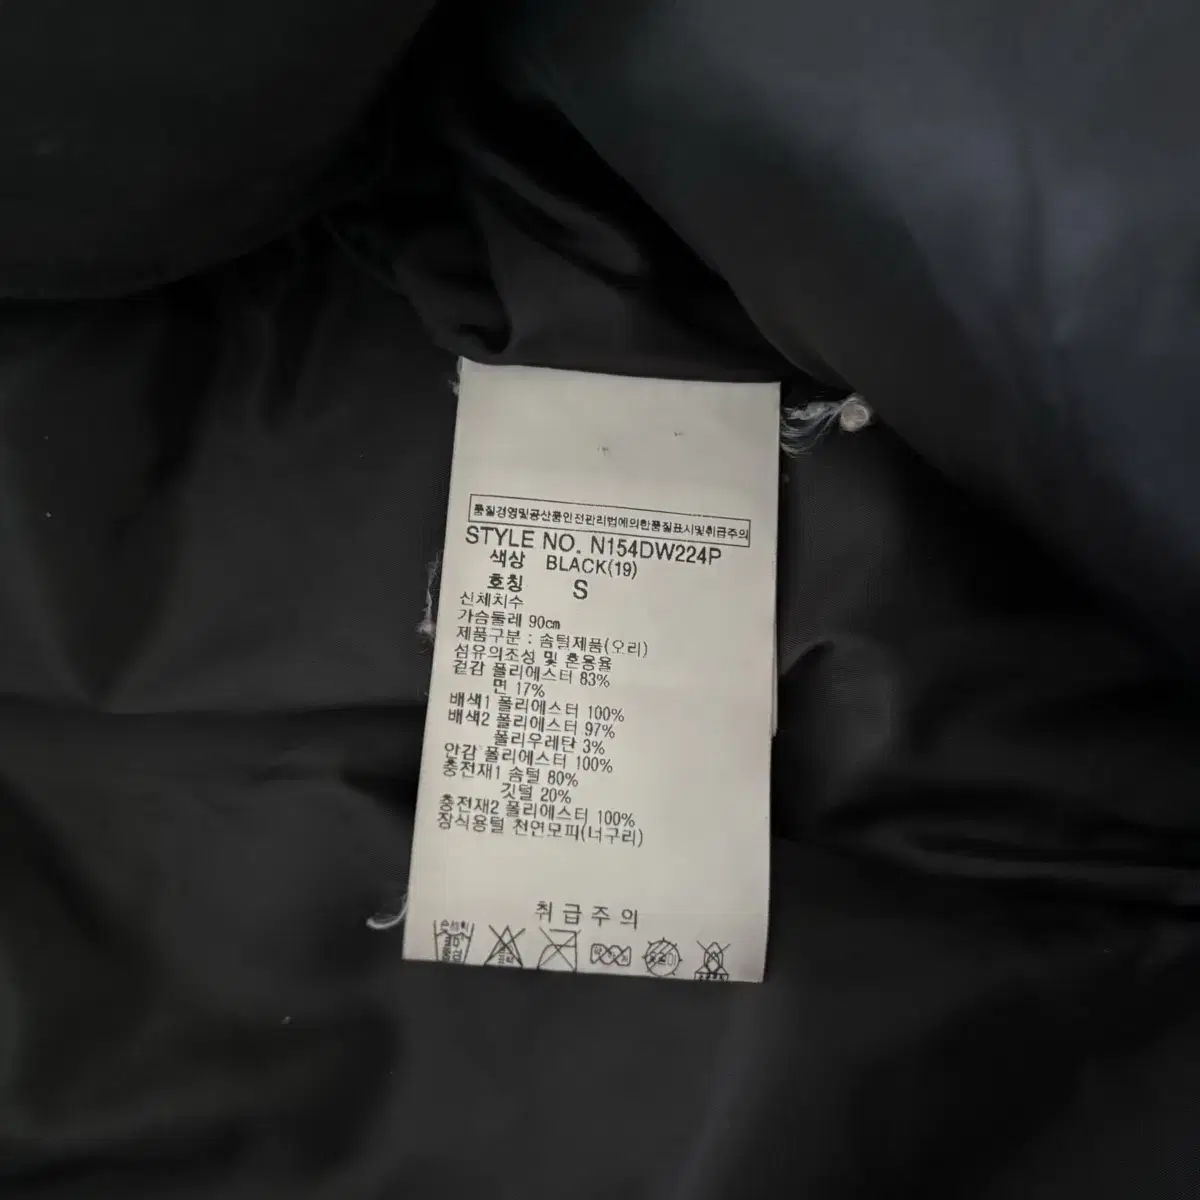 품질경영및공산품안전관리법에의한품질표시및취급주의
STYLE NO. N154DW224P
색상 BLACK(19)
호칭 S
신체치수
가슴둘레 90cm
제품구분 : 솜털제품(오리)
섬유의조성 및 혼용율
겉감 폴리에스터 83%
면 17%
배색1 폴리에스터 100%
배색2 폴리에스터 97%
폴리우레탄 3%
안감 폴리에스터 100%
충전재1 솜털 80%
깃털 20%
충전재2 폴리에스터 100%
장식용털 천연모피(너구리)
취급주의